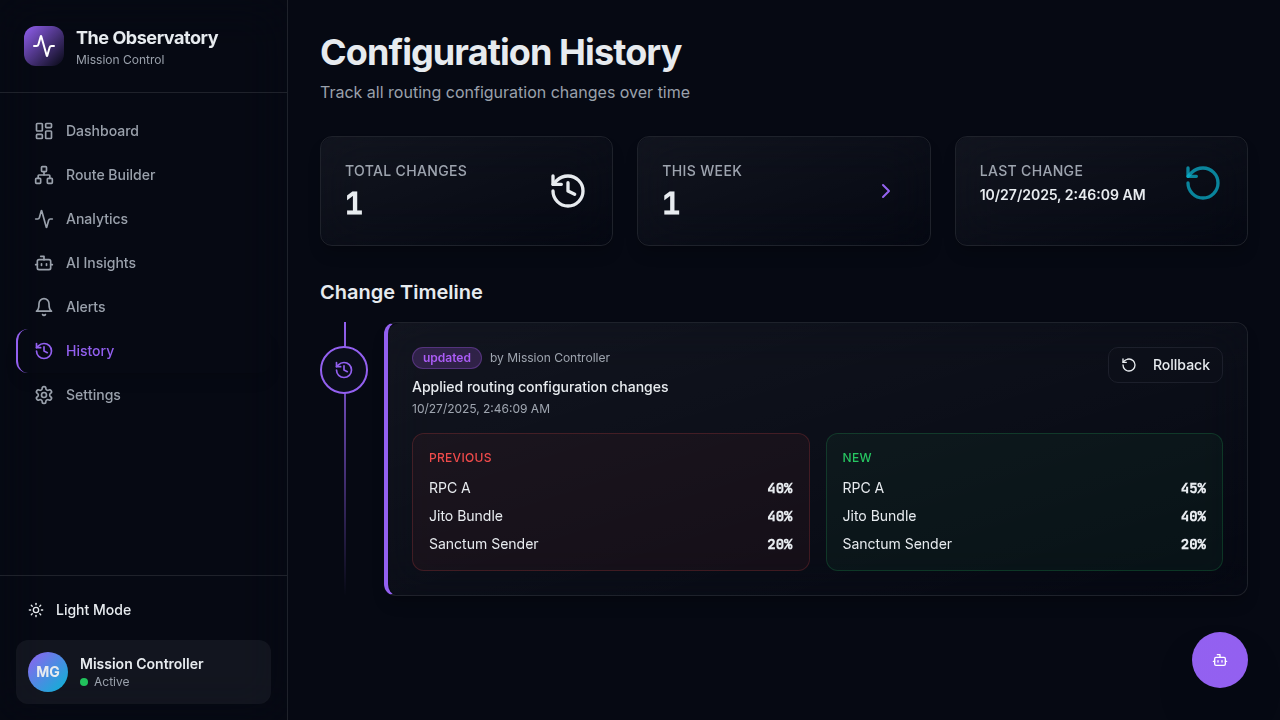 The Observatory
Mission Control
Dashboard
Route Builder
Analytics
AI Insights
Alerts
History
Settings
Light Mode
MG
Mission Controller
Active
Configuration History
Track all routing configuration changes over time
TOTAL CHANGES
1
THIS WEEK
1
LAST CHANGE
10/27/2025, 2:46:09 AM
Change Timeline
updated by Mission Controller
Rollback
Applied routing configuration changes
10/27/2025, 2:46:09 AM
PREVIOUS
RPC A 40%
Jito Bundle 40%
Sanctum Sender 20%
NEW
RPC A 45%
Jito Bundle 40%
Sanctum Sender 20%